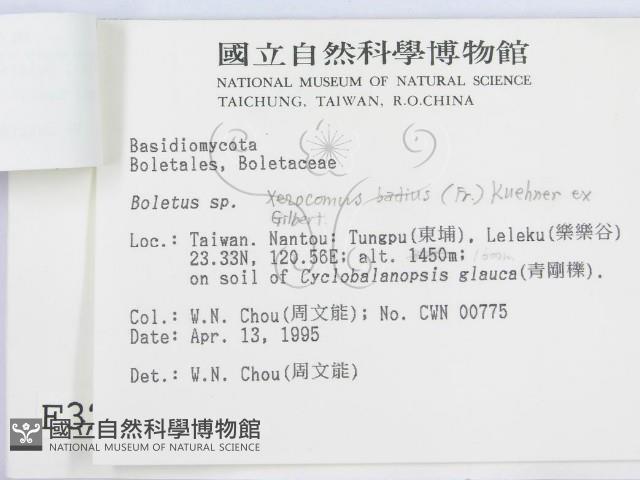 國立自然科學博物館
NATIONAL MUSEUM OF NATURAL SCIENCE
TAICHUNG, TAIWAN, R.O.CHINA
Basidiomycota
Boletales, Boletaceae
Boletus sp. Xerocomus badius (Fr.) Kuehner ex
Gilbert
Loc.: Taiwan. Nantou: Tungpu(東埔), Leleku(樂樂谷)
23.33N, 120.56E; alt. 1450m;
on soil of Cyclobalanopsis glauca(青剛櫟).
Col.: W.N. Chou(周文能); No. CWN 00775
Date: Apr. 13, 1995
Det.: W.N. Chou(周文能)
F32
國立自然科學博物館
NATIONAL MUSEUM OF NATURAL SCIENCE